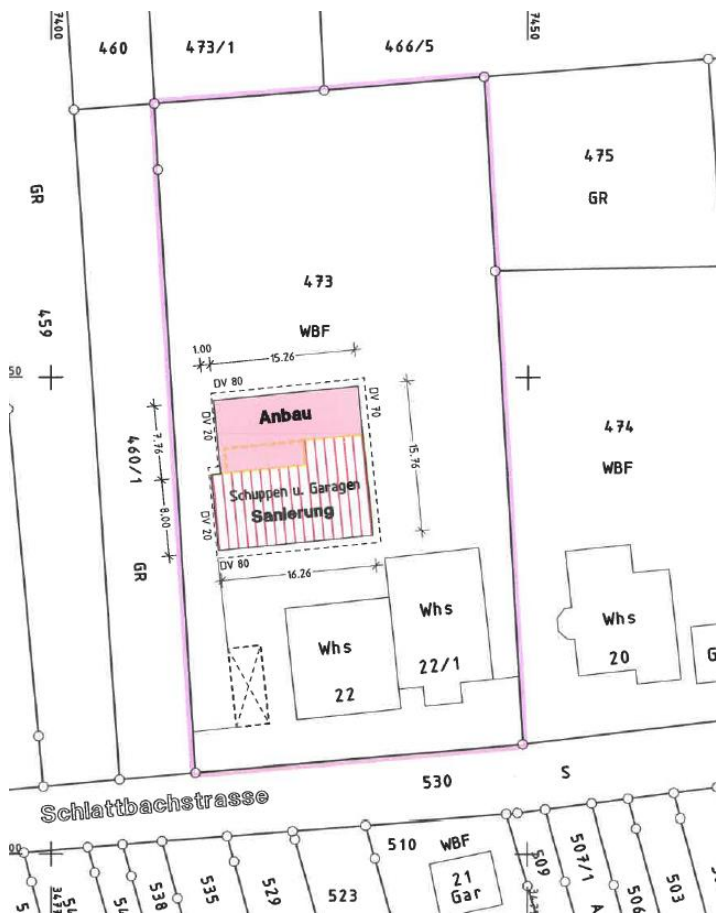 7400
7450
460
473/1
466/5
475
GR
GR
473
459
WBF
1.00
15.26
DV 80
50
Anbau
DV 70
DV 20
7.76
474
460/1
15.76
WBF
Schuppen u. Garagen
Sanierung
8.00
DV 20
DV 80
GR
16.26
Whs
22/1
Whs
22
Whs
20
G
530
S
Schlattbachstrasse
510
WBF
21
Gar
509
507/1
506
503
538
535
529
523
00